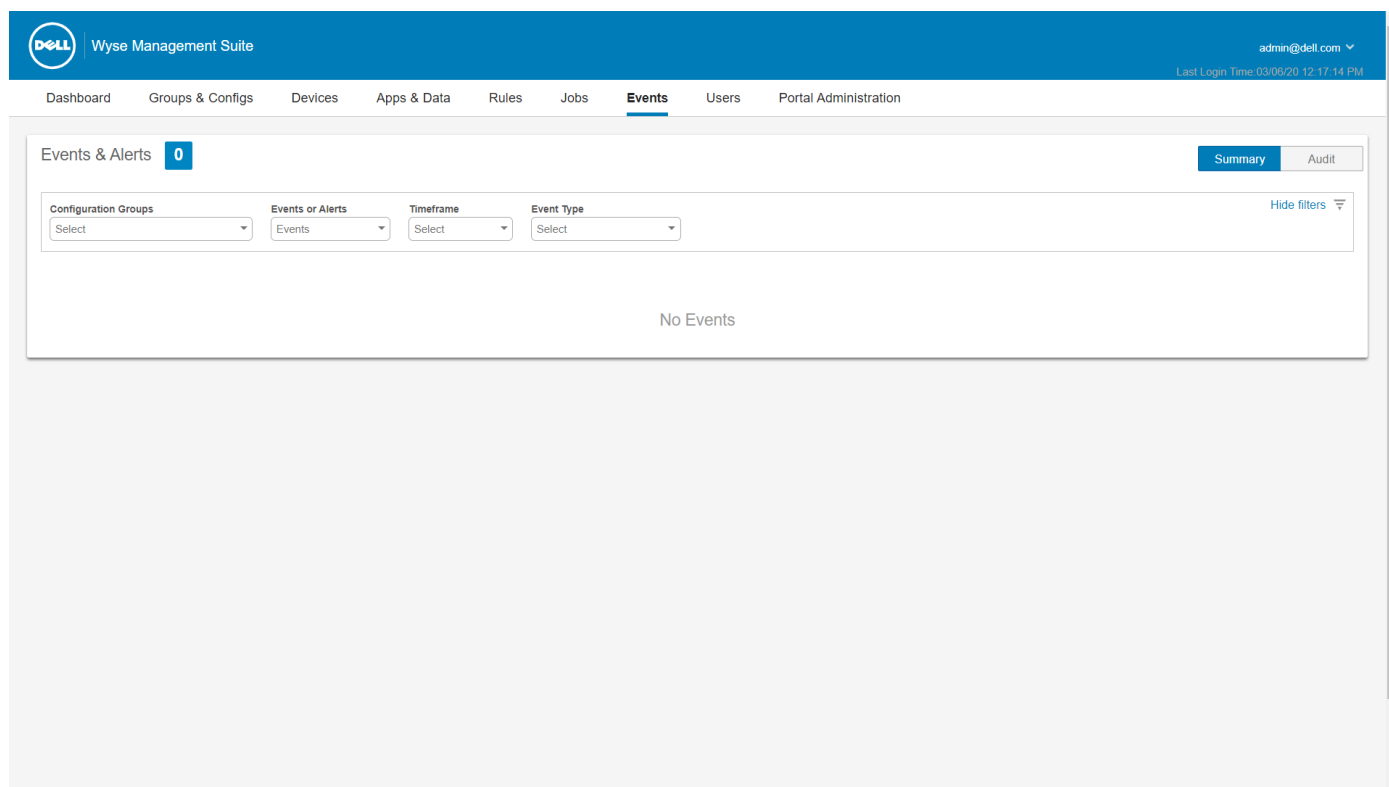 DELL Wyse Management Suite
admin@dell.com
Last Login Time:03/06/20 12:17:14 PM
Dashboard Groups & Configs Devices Apps & Data Rules Jobs Events Users Portal Administration
Events & Alerts 0
Summary Audit
Hide filters
Configuration Groups Events or Alerts Timeframe Event Type
Select Events Select Select
No Events